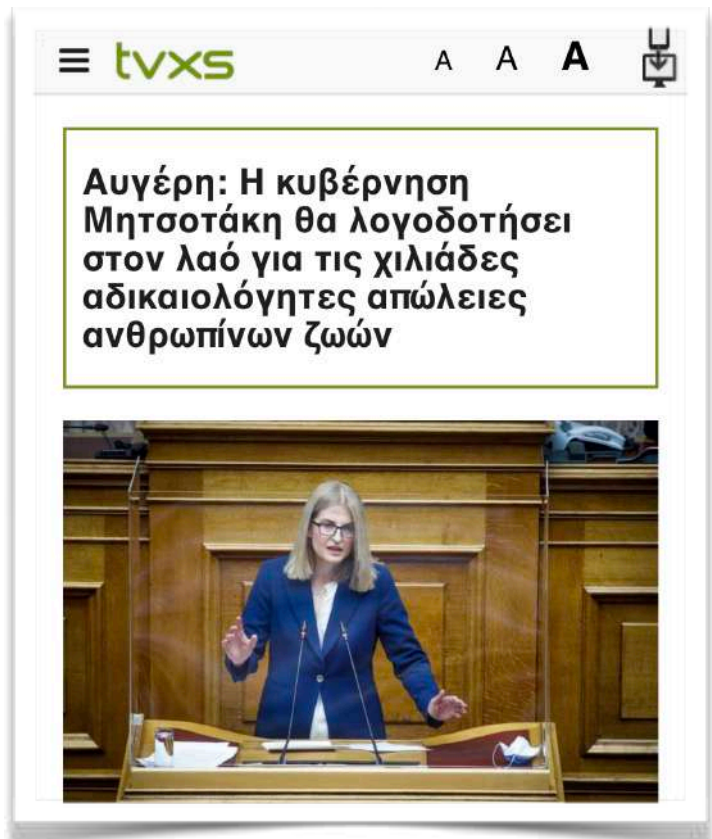 tvxs
A A A
Αυγέρη: Η κυβέρνηση
Μητσοτάκη θα λογοδοτήσει
στον λαό για τις χιλιάδες
αδικαιολόγητες απώλειες
ανθρωπίνων ζωών